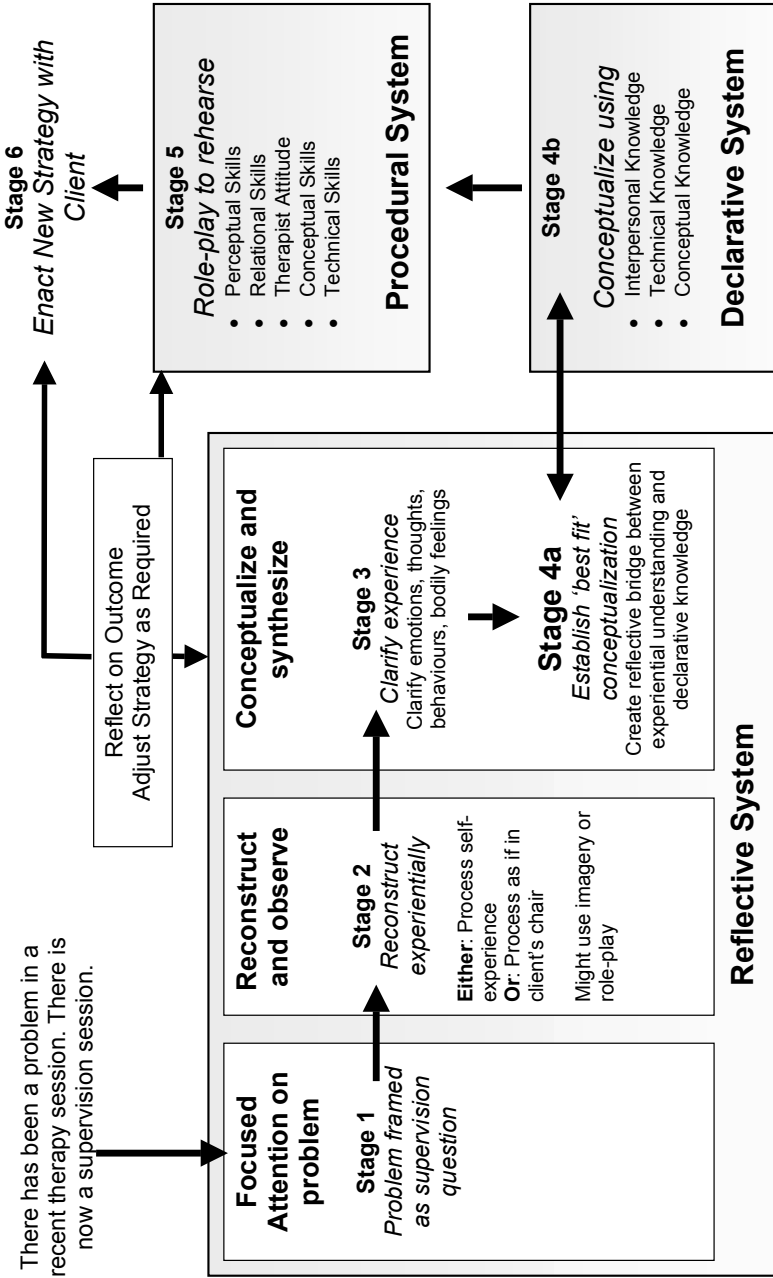 There has been a problem in a
recent therapy session. There is
now a supervision session.
Focused
Attention on
problem
Stage 1
Problem framed
as supervision
question
Reconstruct
and observe
Stage 2
Reconstruct
experientially
Either: Process self-
experience
Or: Process as if in
client's chair
Might use imagery or
role-play
Conceptualize and
synthesize
Stage 3
Clarify experience
Clarify emotions, thoughts,
behaviours, bodily feelings
Stage 4a
Establish ‘best fit’
conceptualization
Create reflective bridge between
experiential understanding and
declarative knowledge
Reflective System
Reflect on Outcome
Adjust Strategy as Required
Stage 4b
Conceptualize using
• Interpersonal Knowledge
• Technical Knowledge
• Conceptual Knowledge
Declarative System
Stage 5
Role-play to rehearse
• Perceptual Skills
• Relational Skills
• Therapist Attitude
• Conceptual Skills
• Technical Skills
Procedural System
Stage 6
Enact New Strategy with
Client